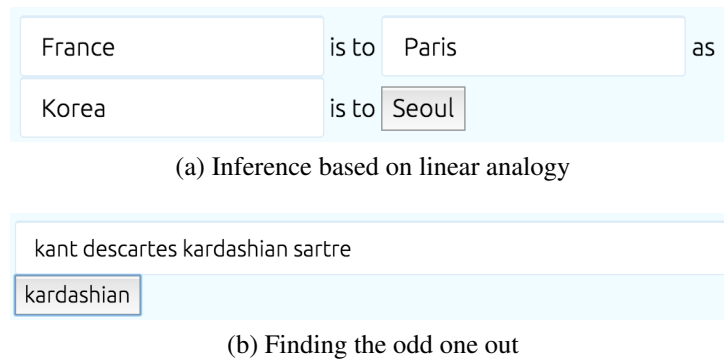 France is to Paris as
Korea is to Seoul
(a) Inference based on linear analogy
kant descartes kardashian sartre
kardashian
(b) Finding the odd one out